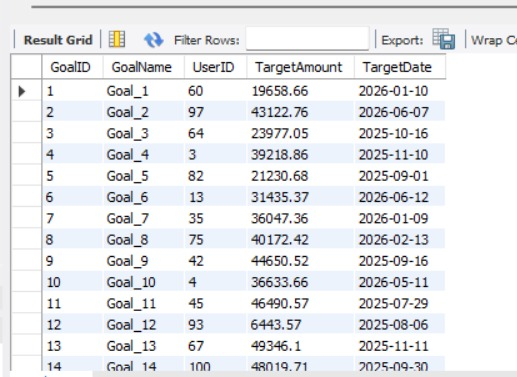 Result Grid Filter Rows: Export: Wrap C
GoalID GoalName UserID TargetAmount TargetDate
1 Goal_1 60 19658.66 2026-01-10
2 Goal_2 97 43122.76 2026-06-07
3 Goal_3 64 23977.05 2025-10-16
4 Goal_4 3 39218.86 2025-11-10
5 Goal_5 82 21230.68 2025-09-01
6 Goal_6 13 31435.37 2026-06-12
7 Goal_7 35 36047.36 2026-01-09
8 Goal_8 75 40172.42 2026-02-13
9 Goal_9 42 44650.52 2025-09-16
10 Goal_10 4 36633.66 2026-05-11
11 Goal_11 45 46490.57 2025-07-29
12 Goal_12 93 6443.57 2025-08-06
13 Goal_13 67 49346.1 2025-11-11
14 Goal_14 100 48019.71 2025-09-30